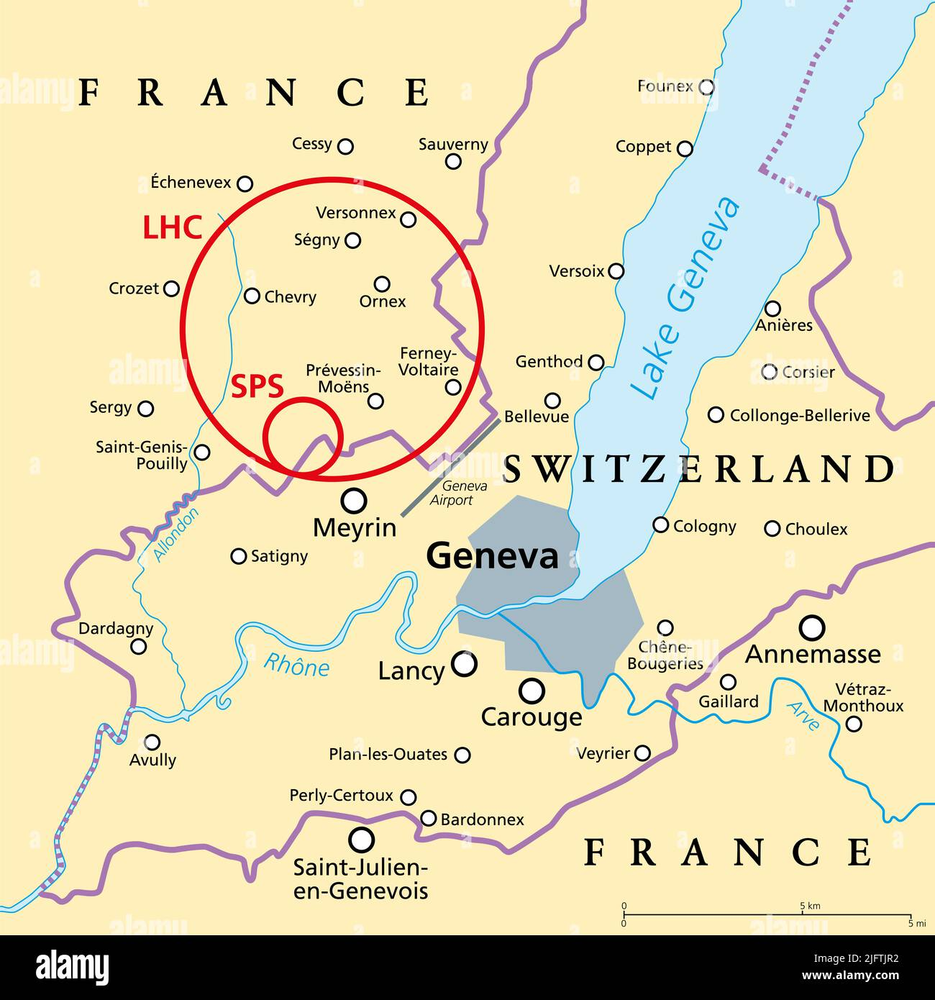 FRANCE
Founex
Cessy
Sauverny
Coppet
Échenevex
LHC
Versonnex
Ségny
Lake Geneva
Versoix
Crozet
Chevry
Ornex
Anières
Ferney-
Voltaire
Genthod
Corsier
SPS
Prévessin-
Moëns
Bellevue
Collonge-Bellerive
Sergy
Saint-Genis-
Pouilly
SWITZERLAND
Geneva
Airport
Meyrin
Allondon
Cologny
Choulex
Satigny
Geneva
Dardagny
Rhône
Lancy
Chêne-
Bougeries
Annemasse
Gaillard
Vétraz-
Monthoux
Carouge
Arve
Avully
Plan-les-Ouates
Veyrier
Perly-Certoux
Bardonnex
FRANCE
Saint-Julien-
en-Genevois
0 5 km
0 5 mi
alamy
a
alamy
Image ID: 2JFTJR2
www.alamy.com